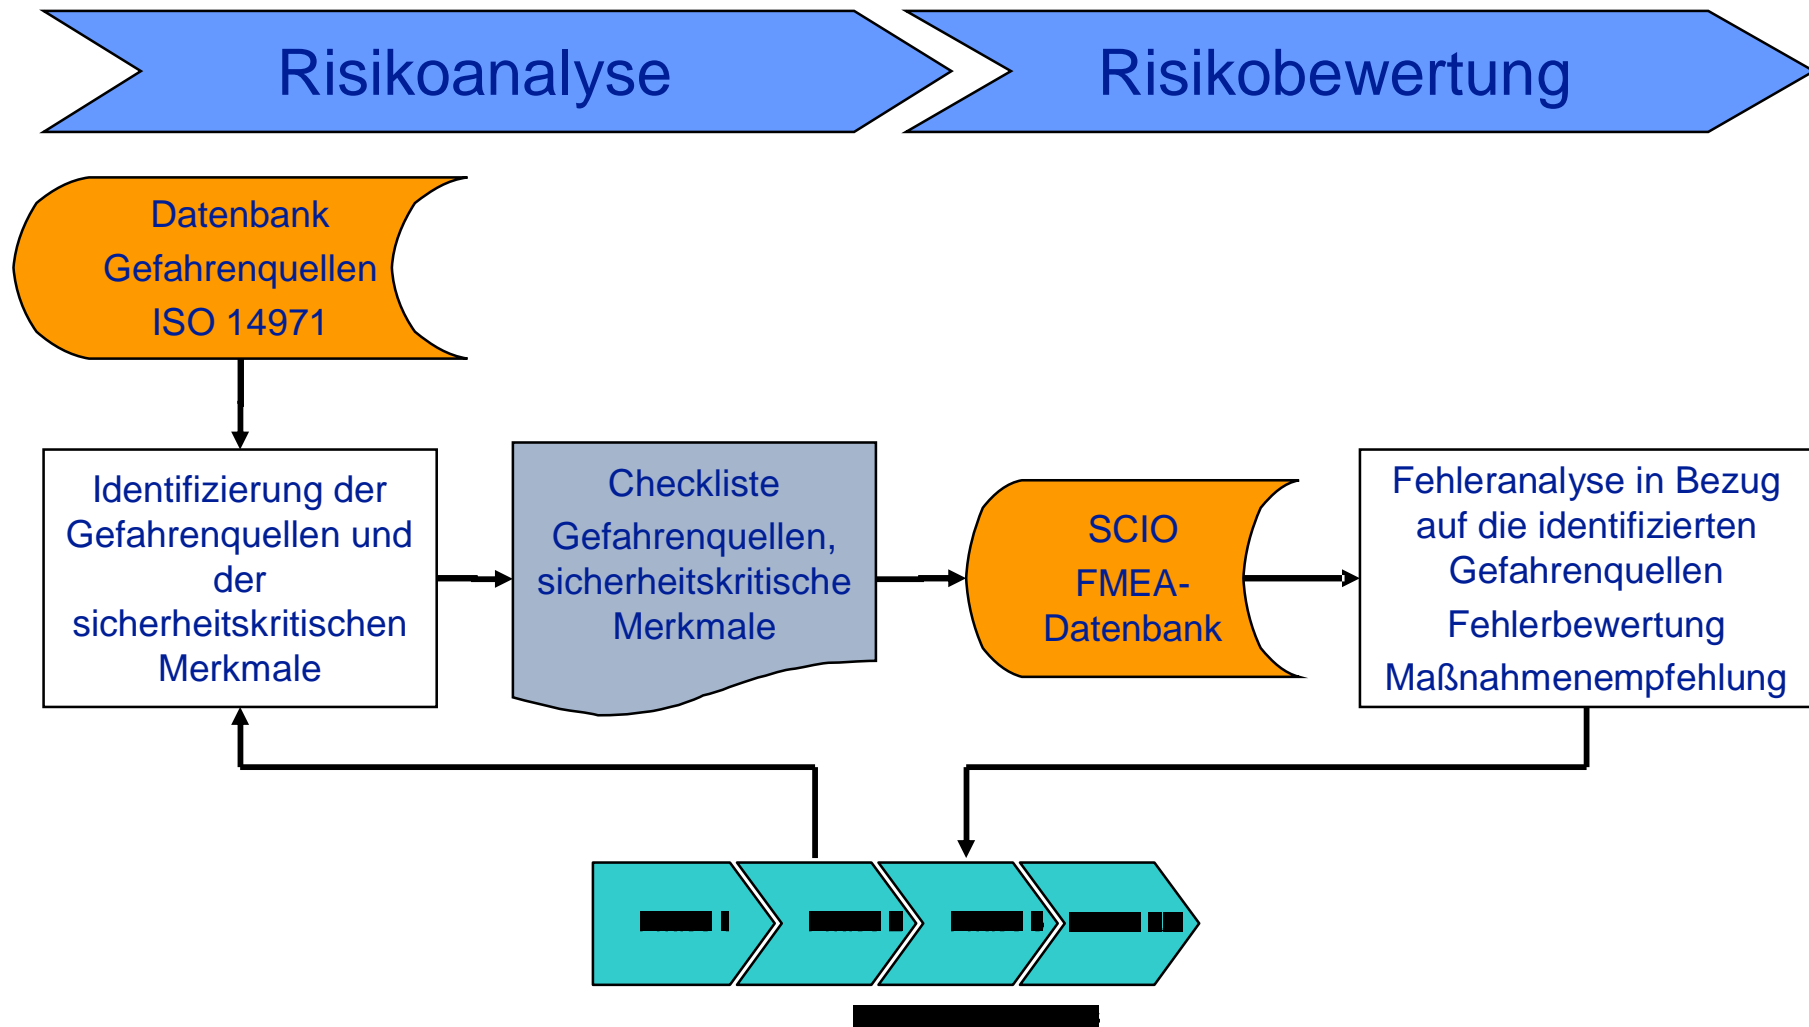 Risikoanalyse
Risikobewertung
Datenbank
Gefahrenquellen
ISO 14971
Identifizierung der
Gefahrenquellen und
der
sicherheitskritischen
Merkmale
Checkliste
Gefahrenquellen,
sicherheitskritische
Merkmale
SCIO
FMEA-
Datenbank
Fehleranalyse in Bezug
auf die identifizierten
Gefahrenquellen
Fehlerbewertung
Maßnahmenempfehlung